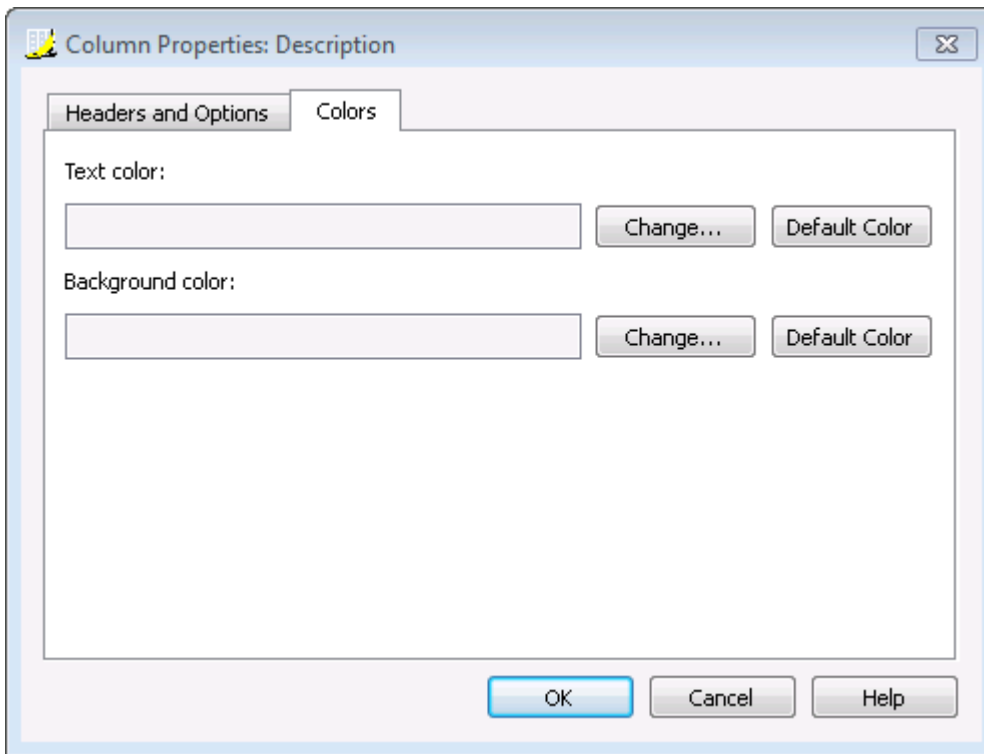 Column Properties: Description
Headers and Options Colors
Text color:
Change... Default Color
Background color:
Change... Default Color
OK Cancel Help